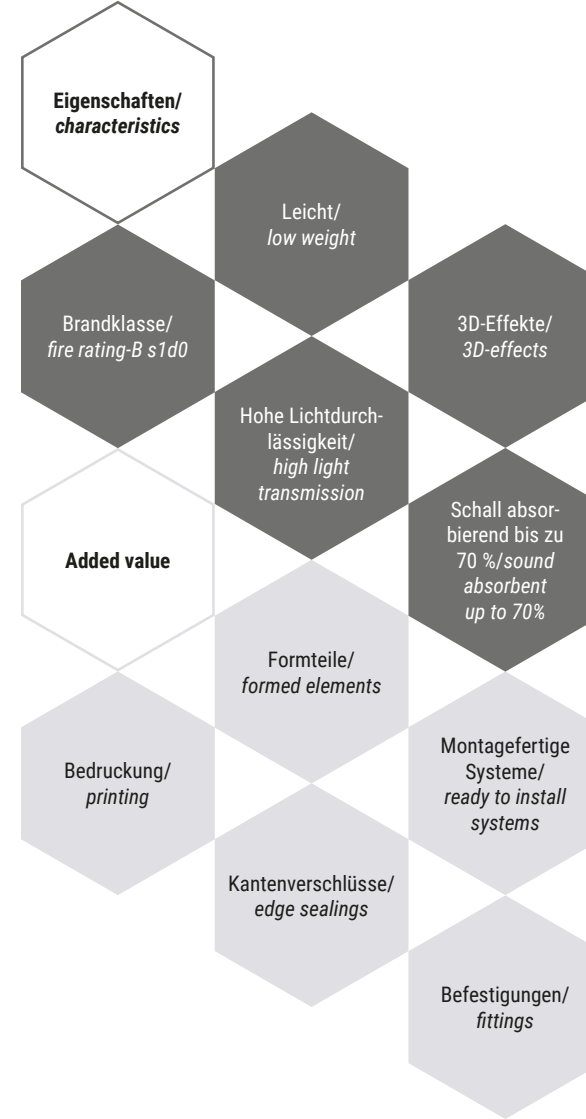 Eigenschaften/
characteristics
Leicht/
low weight
Brandklasse/
fire rating-B s1d0
3D-Effekte/
3D-effects
Hohe Lichtdurch-
lässigkeit/
high light
transmission
Schall absor-
bierend bis zu
70 %/sound
absorbent
up to 70%
Added value
Formteile/
formed elements
Bedruckung/
printing
Montagefertige
Systeme/
ready to install
systems
Kantenverschlüsse/
edge sealings
Befestigungen/
fittings